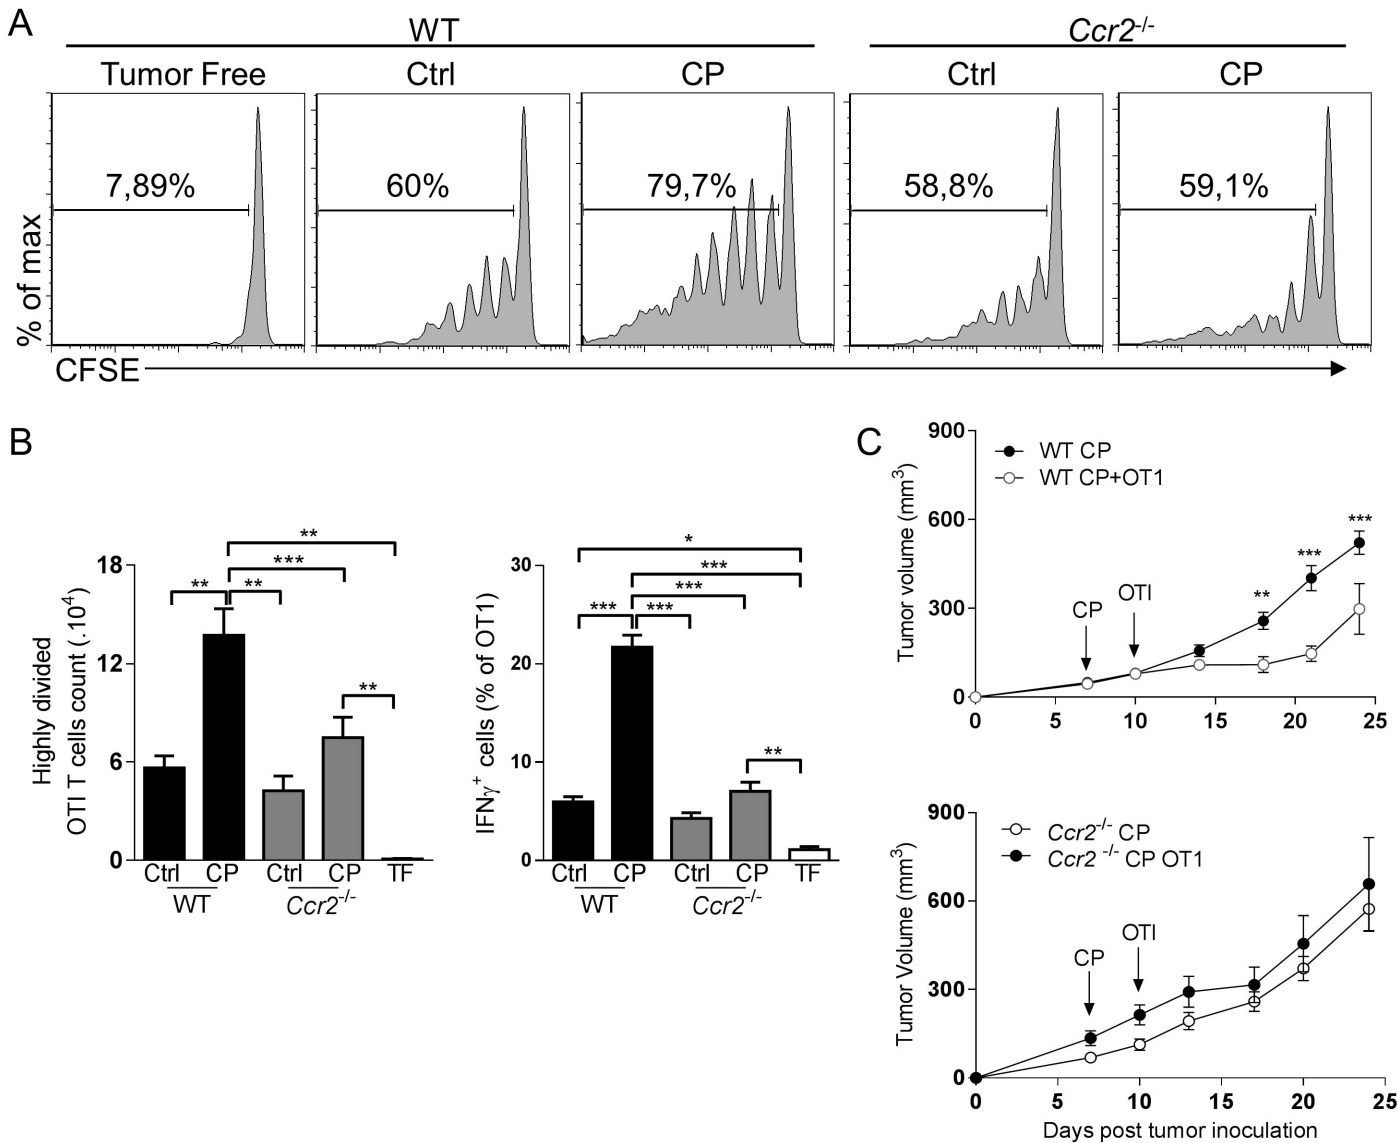 A
WT
Ccr2-/-
Tumor Free
Ctrl
CP
Ctrl
CP
7,89%
60%
79,7%
58,8%
59,1%
% of max
CFSE
B
Highly divided
OTI T cells count (.10⁴)
18
12
6
0
**
***
**
**
**
Ctrl
CP
Ctrl
CP
TF
WT
Ccr2-/-
IFNγ+ cells (% of OT1)
30
20
10
0
*
***
***
***
***
**
Ctrl
CP
Ctrl
CP
TF
WT
Ccr2-/-
C
Tumor volume (mm³)
900
600
300
0
WT CP
WT CP+OT1
CP
OTI
**
***
***
0
5
10
15
20
25
Tumor Volume (mm³)
900
600
300
0
Ccr2-/- CP
Ccr2 -/- CP OT1
CP
OTI
0
5
10
15
20
25
Days post tumor inoculation